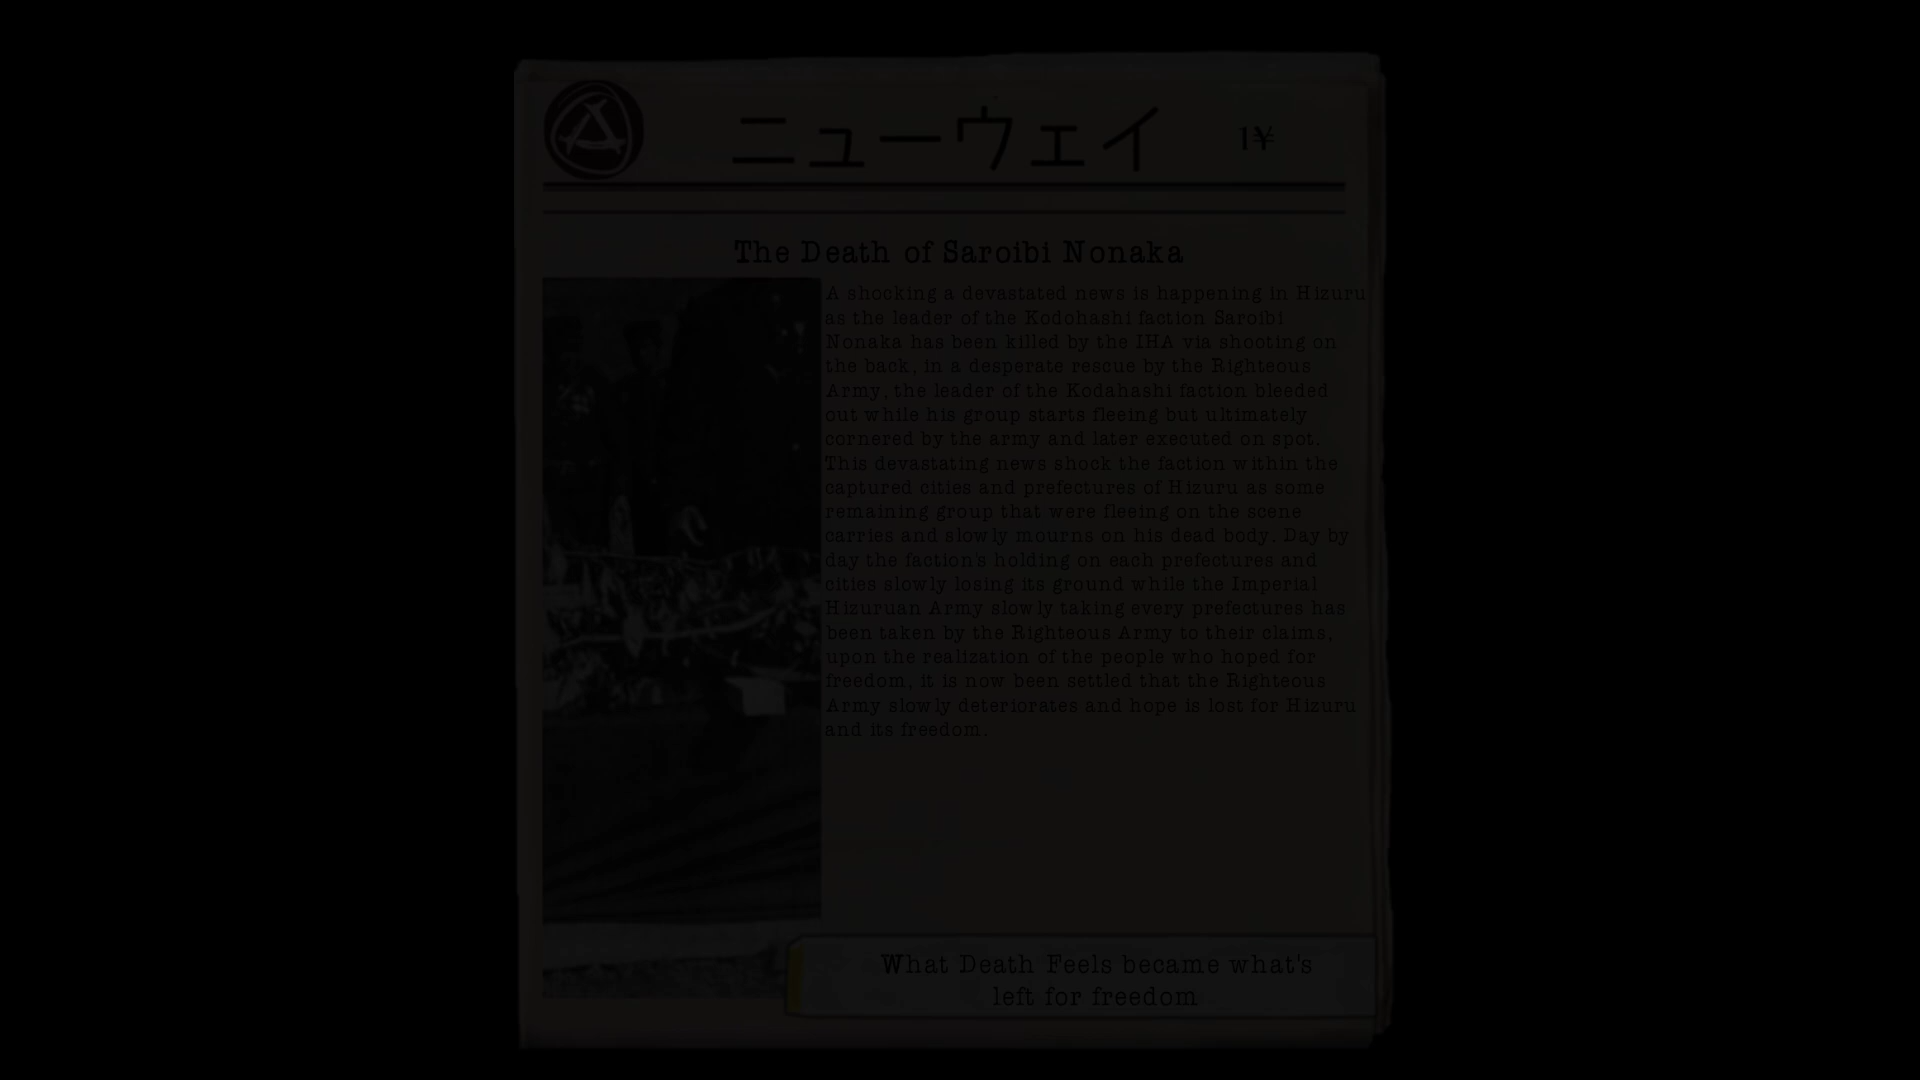 ニューウェイ
1¥
The Death of Saroibi Nonaka
A shocking a devastated news is happening in Hizuru
as the leader of the Kodohashi faction Saroibi
Nonaka has been killed by the IHA via shooting on
the back, in a desperate rescue by the Righteous
Army, the leader of the Kodahashi faction bleeded
out while his group starts fleeing but ultimately
cornered by the army and later executed on spot.
This devastating news shock the faction within the
captured cities and prefectures of Hizuru as some
remaining group that were fleeing on the scene
carries and slowly mourns on his dead body. Day by
day the faction's holding on each prefectures and
cities slowly losing its ground while the Imperial
Hizuruan Army slowly taking every prefectures has
been taken by the Righteous Army to their claims,
upon the realization of the people who hoped for
freedom, it is now been settled that the Righteous
Army slowly deteriorates and hope is lost for Hizuru
and its freedom.
What Death Feels became what's
left for freedom